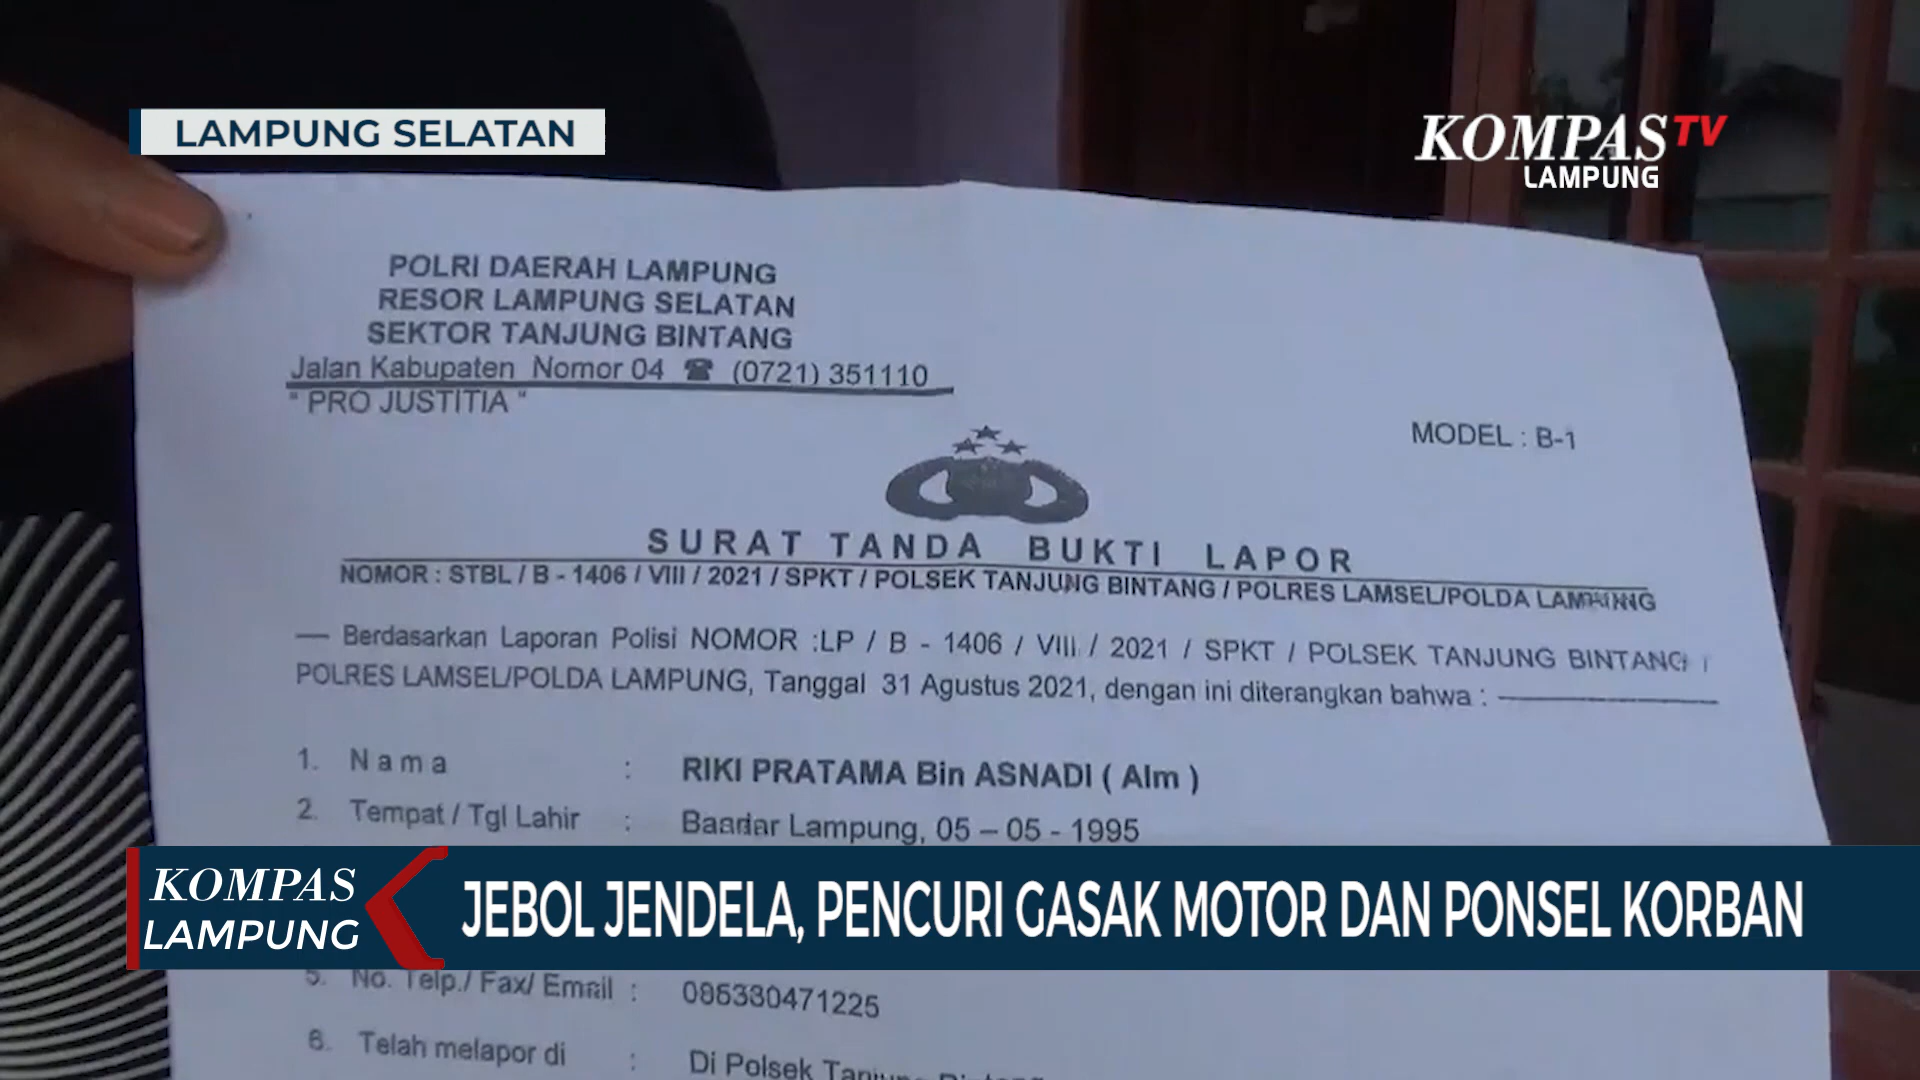 LAMPUNG SELATAN
KOMPAS TV
LAMPUNG
POLRI DAERAH LAMPUNG
RESOR LAMPUNG SELATAN
SEKTOR TANJUNG BINTANG
Jalan Kabupaten Nomor 04 ☎ (0721) 351110
" PRO JUSTITIA "
MODEL : B-1
SURAT TANDA BUKTI LAPOR
NOMOR : STBL / B - 1406 / VIII / 2021 / SPKT / POLSEK TANJUNG BINTANG / POLRES LAMSEL/POLDA LAMPUNG
— Berdasarkan Laporan Polisi NOMOR :LP / B - 1406 / VIII / 2021 / SPKT / POLSEK TANJUNG BINTANG /
POLRES LAMSEL/POLDA LAMPUNG, Tanggal 31 Agustus 2021, dengan ini diterangkan bahwa :
1. N a m a : RIKI PRATAMA Bin ASNADI ( Alm )
2. Tempat / Tgl Lahir : Bandar Lampung, 05 – 05 - 1995
KOMPAS
LAMPUNG
JEBOL JENDELA, PENCURI GASAK MOTOR DAN PONSEL KORBAN
5. No. Telp./ Fax/ Email :
6. Telah melapor di : Di Polsek Tanjung Bintang